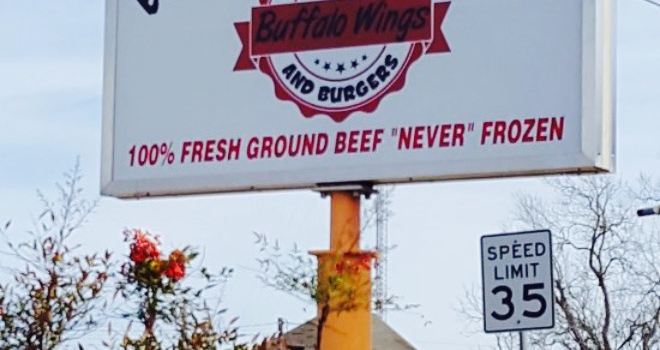 Buffalo Wings
AND BURGERS
100% FRESH GROUND BEEF "NEVER" FROZEN
SPEED
LIMIT
35